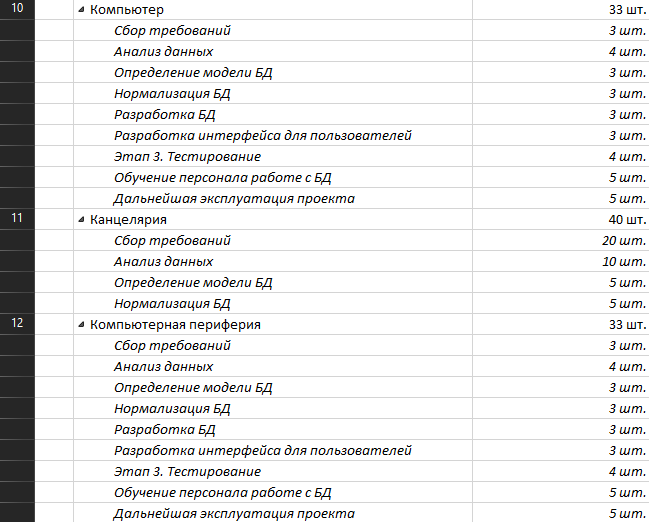 10 Компьютер 33 шт.
Сбор требований 3 шт.
Анализ данных 4 шт.
Определение модели БД 3 шт.
Нормализация БД 3 шт.
Разработка БД 3 шт.
Разработка интерфейса для пользователей 3 шт.
Этап 3. Тестирование 4 шт.
Обучение персонала работе с БД 5 шт.
Дальнейшая эксплуатация проекта 5 шт.
11 Канцелярия 40 шт.
Сбор требований 20 шт.
Анализ данных 10 шт.
Определение модели БД 5 шт.
Нормализация БД 5 шт.
12 Компьютерная периферия 33 шт.
Сбор требований 3 шт.
Анализ данных 4 шт.
Определение модели БД 3 шт.
Нормализация БД 3 шт.
Разработка БД 3 шт.
Разработка интерфейса для пользователей 3 шт.
Этап 3. Тестирование 4 шт.
Обучение персонала работе с БД 5 шт.
Дальнейшая эксплуатация проекта 5 шт.